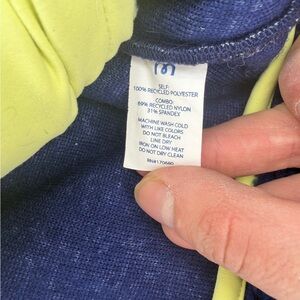 SELF:
100% RECYCLED POLYESTER
COMBO:
69% RECYCLED NYLON
31% SPANDEX
MACHINE WASH COLD
WITH LIKE COLORS
DO NOT BLEACH
LINE DRY
IRON ON LOW HEAT
DO NOT DRY CLEAN